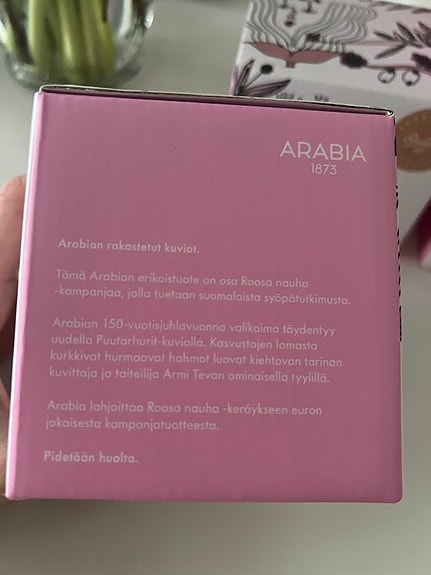 ARABIA
1873
Arabian rakastetut kuviot.
Tämä Arabian erikoistuote on osa Roosa nauha
-kampanjaa, jolla tuetaan suomalaista syöpätutkimusta.
Arabian 150-vuotisjuhlavuonna valikoima täydentyy
uudella Puutarhurit-kuviolla. Kasvustojen lomasta
kurkkivat hurmaavat hahmot luovat kiehtovan tarinan
kuvittaja ja taiteilija Armi Tevan ominaisella tyylillä.
Arabia lahjoittaa Roosa nauha -keräykseen euron
jokaisesta kampanjatuotteesta.
Pidetään huolta.